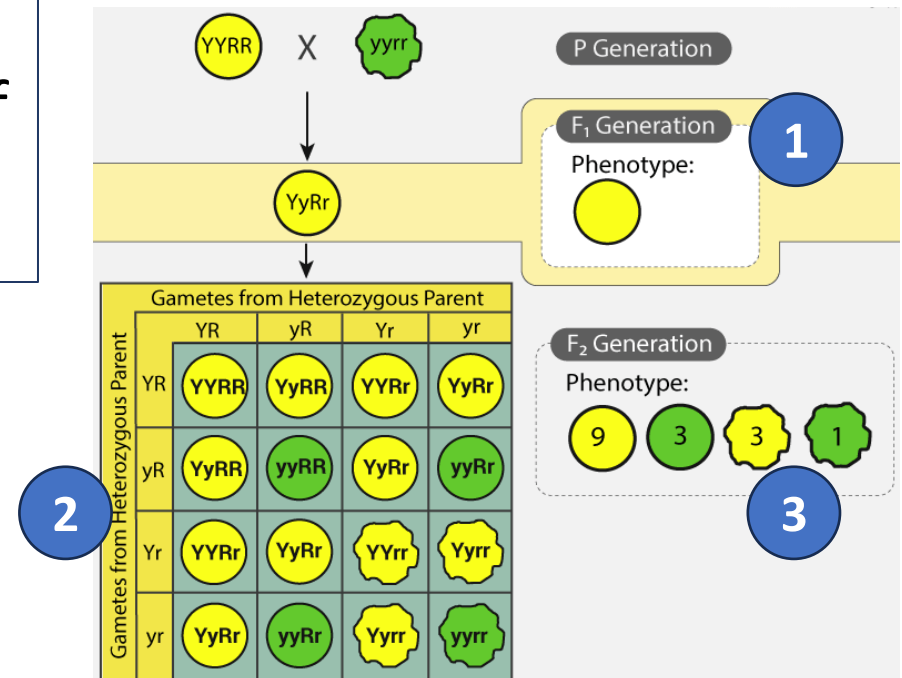 YYRR X yyrr P Generation
F₁ Generation 1
Phenotype:
YyRr
Gametes from Heterozygous Parent
YR yR Yr yr
Gametes from Heterozygous Parent
YR YYRR YyRR YYRr YyRr
yR YyRR yyRR YyRr yyRr
Yr YYRr YyRr YYrr Yyrr
yr YyRr yyRr Yyrr yyrr
2
F₂ Generation
Phenotype:
9 3 3 1
3